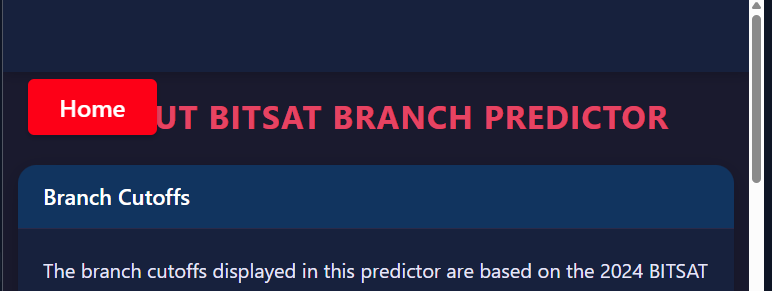 Home
UT BITSAT BRANCH PREDICTOR
Branch Cutoffs
The branch cutoffs displayed in this predictor are based on the 2024 BITSAT